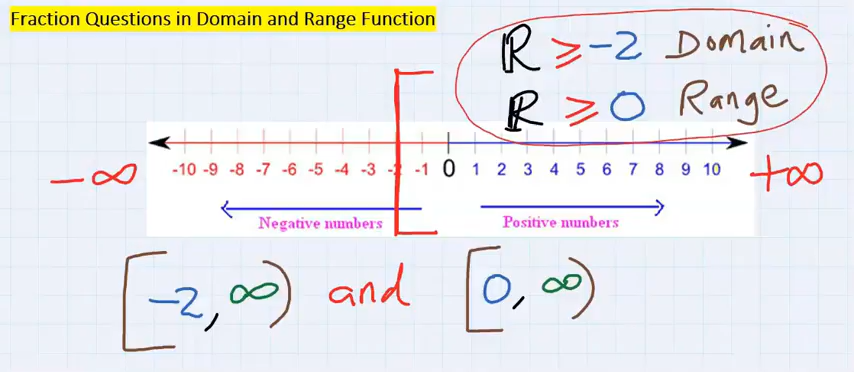 Fraction Questions in Domain and Range Function
ℝ ≥ -2 Domain
ℝ ≥ 0 Range
-∞ +∞
-10 -9 -8 -7 -6 -5 -4 -3 -2 -1 0 1 2 3 4 5 6 7 8 9 10
Negative numbers Positive numbers
[-2, ∞) and [0, ∞)